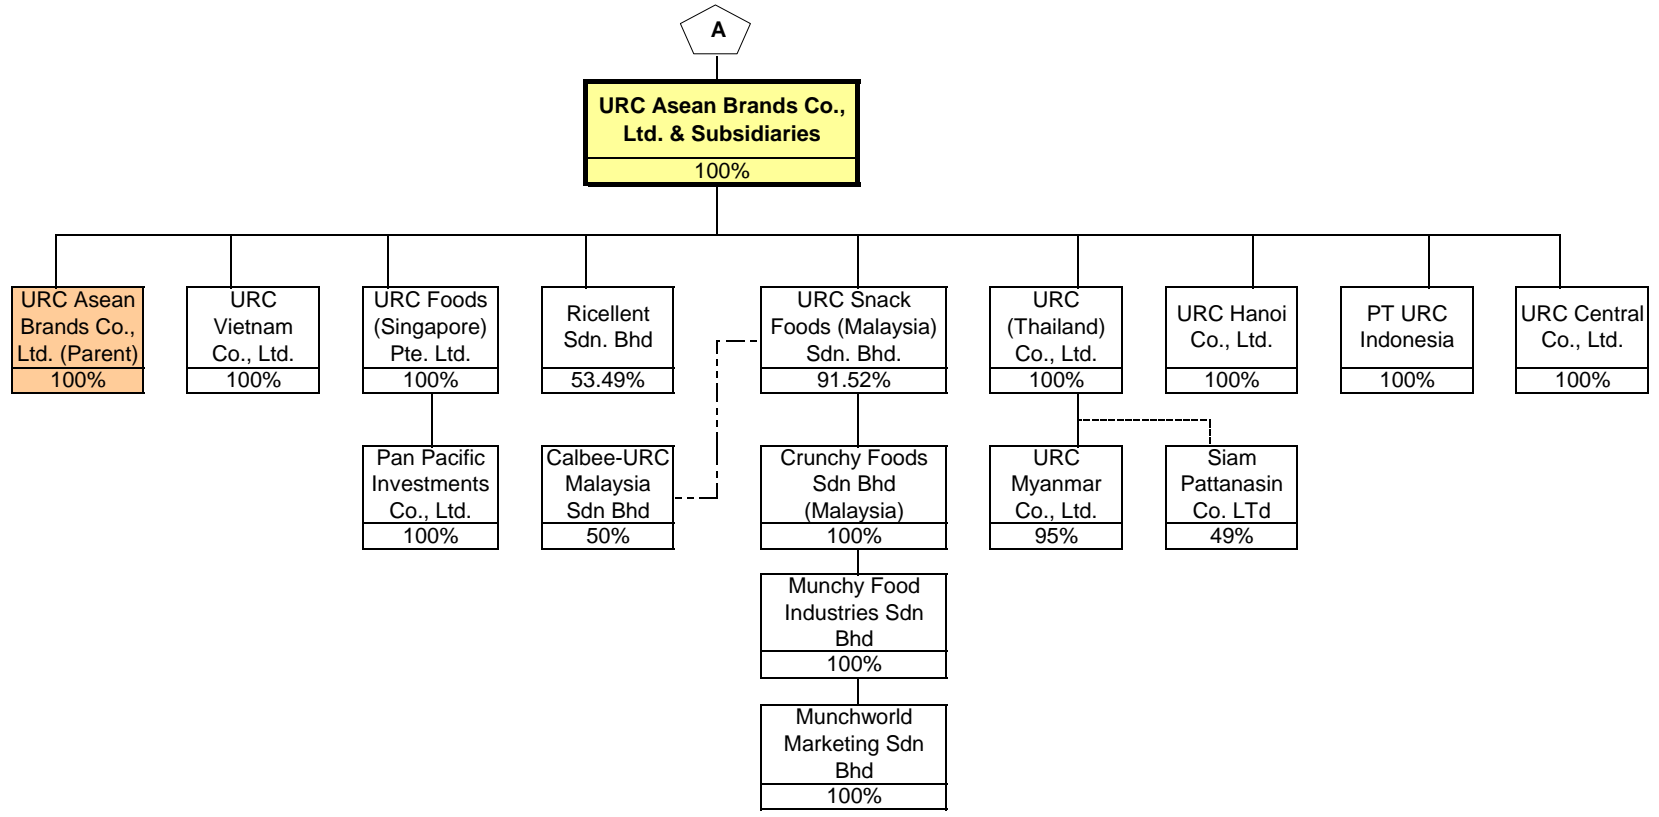 A
URC Asean Brands Co.,
Ltd. & Subsidiaries
100%
URC Asean
Brands Co.,
Ltd. (Parent)
100%
URC
Vietnam
Co., Ltd.
100%
URC Foods
(Singapore)
Pte. Ltd.
100%
Ricellent
Sdn. Bhd
53.49%
URC Snack
Foods (Malaysia)
Sdn. Bhd.
91.52%
URC
(Thailand)
Co., Ltd.
100%
URC Hanoi
Co., Ltd.
100%
PT URC
Indonesia
100%
URC Central
Co., Ltd.
100%
Pan Pacific
Investments
Co., Ltd.
100%
Calbee-URC
Malaysia
Sdn Bhd
50%
Crunchy Foods
Sdn Bhd
(Malaysia)
100%
URC
Myanmar
Co., Ltd.
95%
Siam
Pattanasin
Co. LTd
49%
Munchy Food
Industries Sdn
Bhd
100%
Munchworld
Marketing Sdn
Bhd
100%